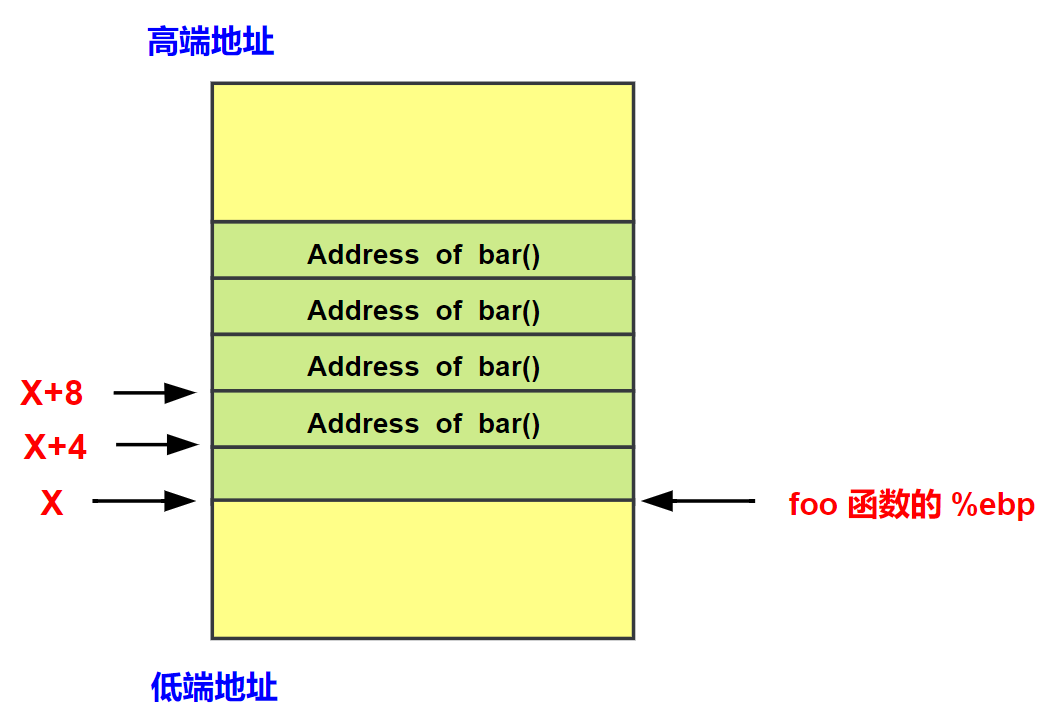 高端地址
Address of bar()
Address of bar()
Address of bar()
X+8
Address of bar()
X+4
X
foo 函数的 %ebp
低端地址